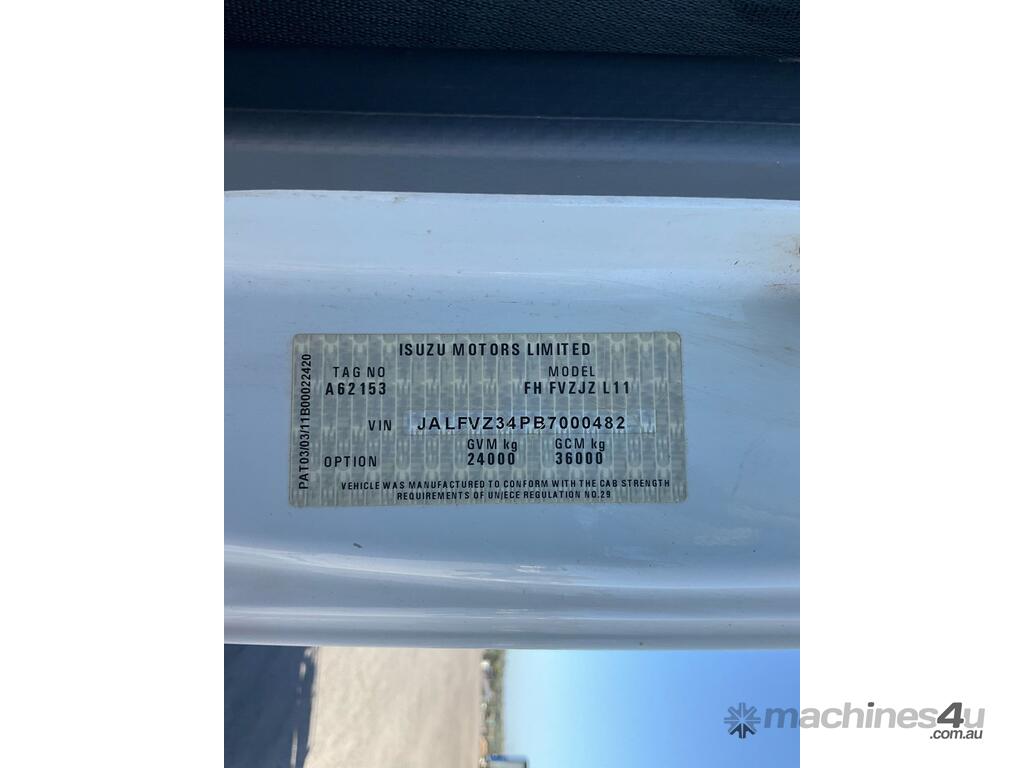 ISUZU MOTORS LIMITED
TAG NO MODEL
A62153 FH FVZJZ L11
VIN JALFVZ34PB7000482
GVM kg GCM kg
OPTION 24000 36000
VEHICLE WAS MANUFACTURED TO CONFORM WITH THE CAB STRENGTH
REQUIREMENTS OF UN/ECE REGULATION NO.29
PAT03/03/11B00022420
machines4u
.com.au